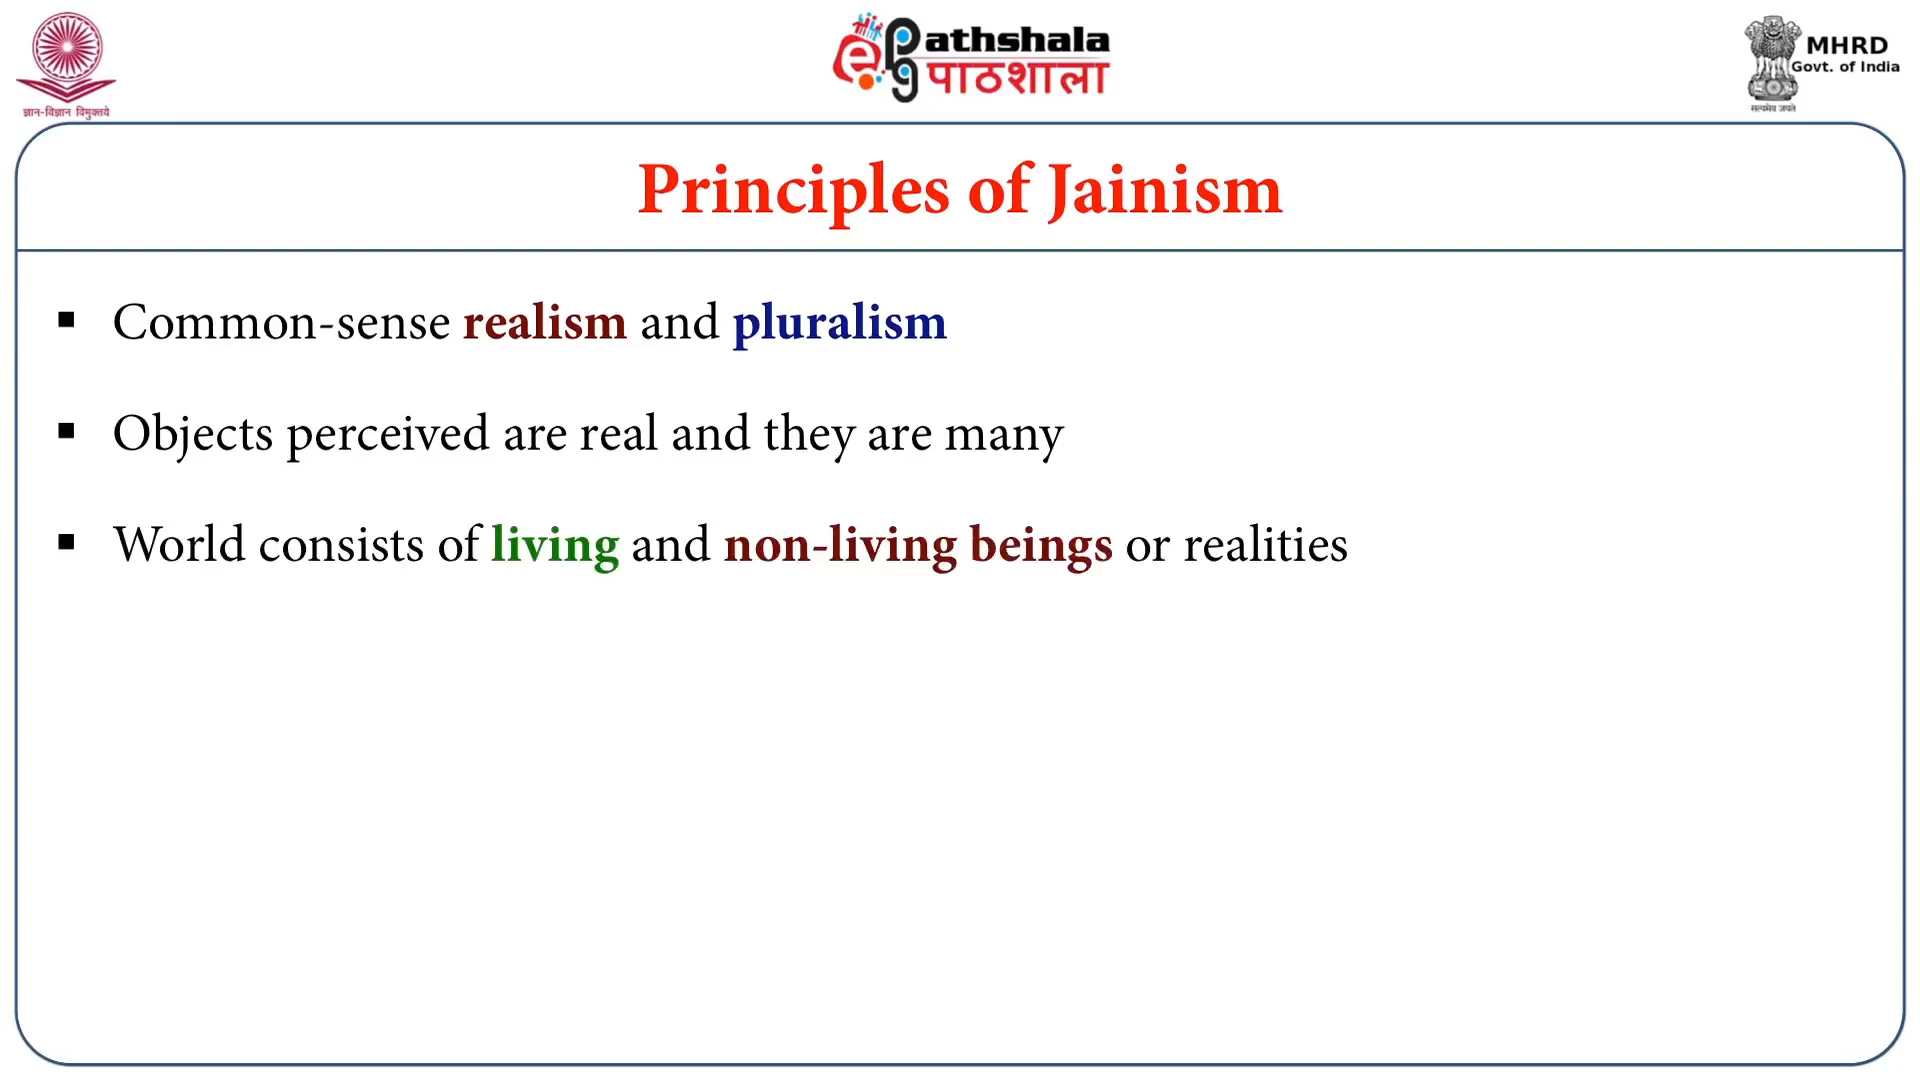 ज्ञान-विज्ञान विमुक्तये
ePathshala
पाठशाला
MHRD
Govt. of India
सत्यमेव जयते
Principles of Jainism
▪ Common-sense realism and pluralism
▪ Objects perceived are real and they are many
▪ World consists of living and non-living beings or realities